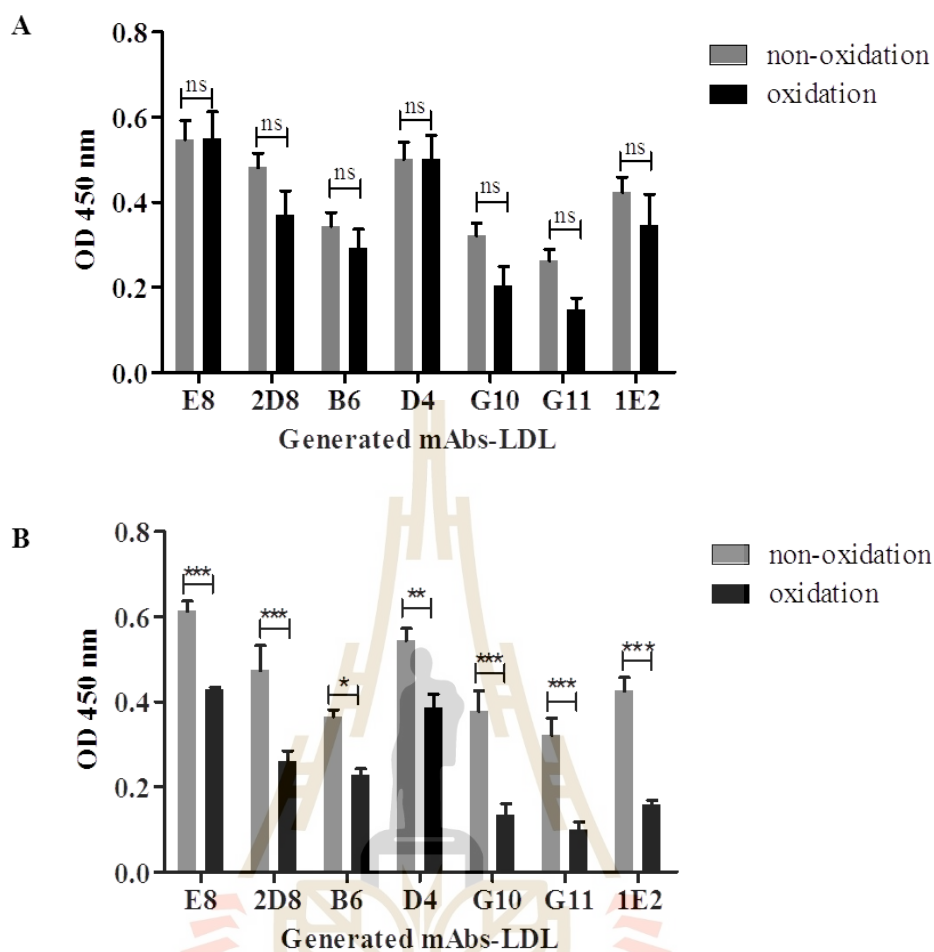 A
0.8
non-oxidation
oxidation
ns
ns
ns
ns
ns
ns
ns
0.6
0.4
0.2
0.0
OD 450 nm
E8 2D8 B6 D4 G10 G11 1E2
Generated mAbs-LDL
B
0.8
non-oxidation
oxidation
***
***
*
**
***
***
***
0.6
0.4
0.2
0.0
OD 450 nm
E8 2D8 B6 D4 G10 G11 1E2
Generated mAbs-LDL